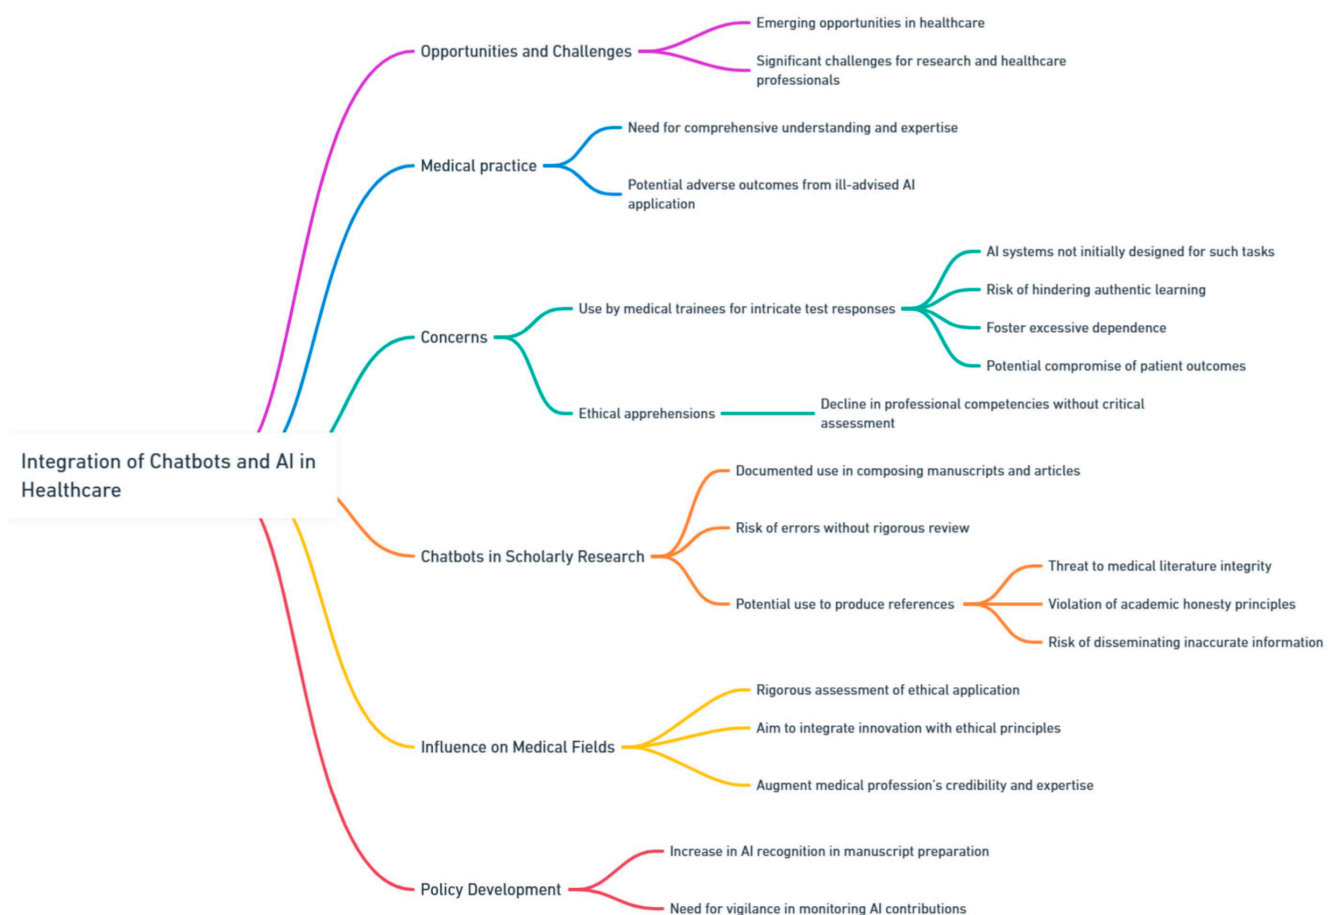 Opportunities and Challenges
Emerging opportunities in healthcare
Significant challenges for research and healthcare
professionals
Medical practice
Need for comprehensive understanding and expertise
Potential adverse outcomes from ill-advised AI
application
Concerns
Use by medical trainees for intricate test responses
AI systems not initially designed for such tasks
Risk of hindering authentic learning
Foster excessive dependence
Potential compromise of patient outcomes
Ethical apprehensions
Decline in professional competencies without critical
assessment
Integration of Chatbots and AI in
Healthcare
Chatbots in Scholarly Research
Documented use in composing manuscripts and articles
Risk of errors without rigorous review
Potential use to produce references
Threat to medical literature integrity
Violation of academic honesty principles
Risk of disseminating inaccurate information
Influence on Medical Fields
Rigorous assessment of ethical application
Aim to integrate innovation with ethical principles
Augment medical profession's credibility and expertise
Policy Development
Increase in AI recognition in manuscript preparation
Need for vigilance in monitoring AI contributions